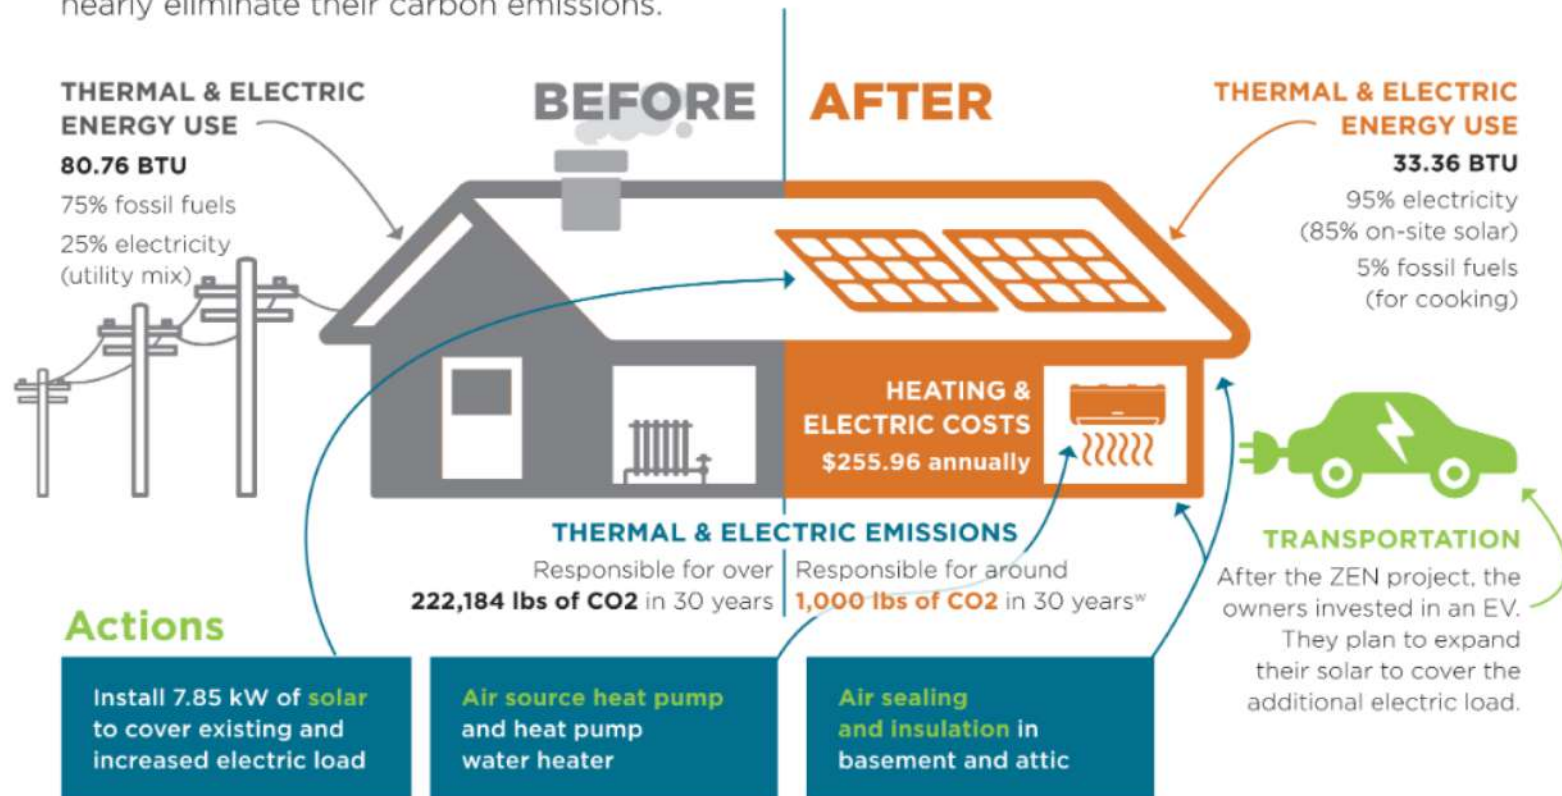 nearly eliminate their carbon emissions.
BEFORE
AFTER
THERMAL & ELECTRIC
ENERGY USE
80.76 BTU
75% fossil fuels
25% electricity
(utility mix)
THERMAL & ELECTRIC
ENERGY USE
33.36 BTU
95% electricity
(85% on-site solar)
5% fossil fuels
(for cooking)
HEATING &
ELECTRIC COSTS
$255.96 annually
THERMAL & ELECTRIC EMISSIONS
Responsible for over
222,184 lbs of CO2 in 30 years
Responsible for around
1,000 lbs of CO2 in 30 yearsʷ
TRANSPORTATION
After the ZEN project, the
owners invested in an EV.
They plan to expand
their solar to cover the
additional electric load.
Actions
Install 7.85 kW of solar
to cover existing and
increased electric load
Air source heat pump
and heat pump
water heater
Air sealing
and insulation in
basement and attic